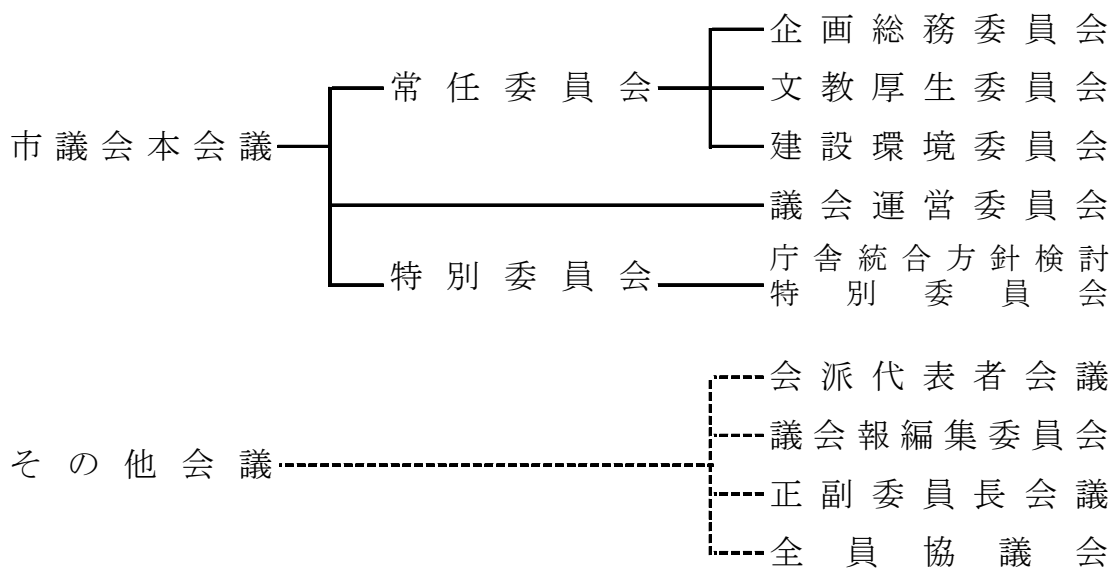 企画総務委員会
常任委員会
文教厚生委員会
市議会本会議
建設環境委員会
議会運営委員会
特別委員会
庁舎統合方針検討
特別委員会
会派代表者会議
議会報編集委員会
その他会議
正副委員長会議
全員協議会